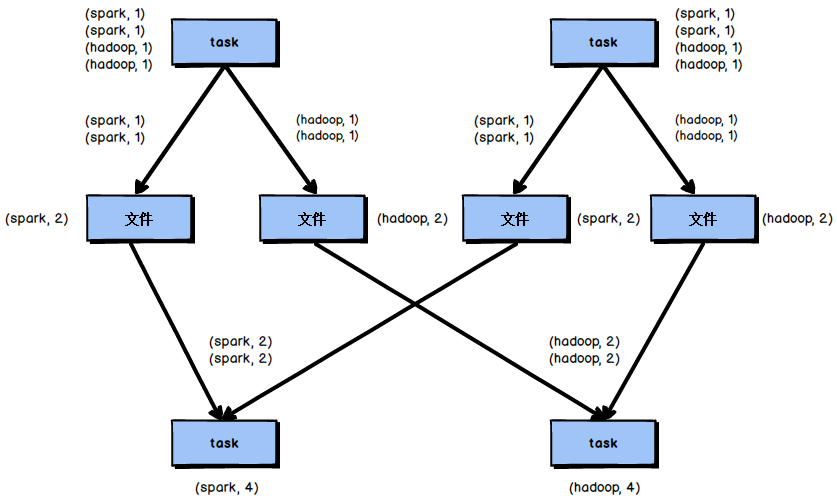 (spark, 1)
(spark, 1)
(hadoop, 1)
(hadoop, 1)
task
task
(spark, 1)
(spark, 1)
(hadoop, 1)
(hadoop, 1)
(spark, 1)
(spark, 1)
(hadoop, 1)
(hadoop, 1)
(spark, 1)
(spark, 1)
(hadoop, 1)
(hadoop, 1)
(spark, 2)
文件
文件
(hadoop, 2)
文件
(spark, 2)
文件
(hadoop, 2)
(spark, 2)
(spark, 2)
(hadoop, 2)
(hadoop, 2)
task
task
(spark, 4)
(hadoop, 4)